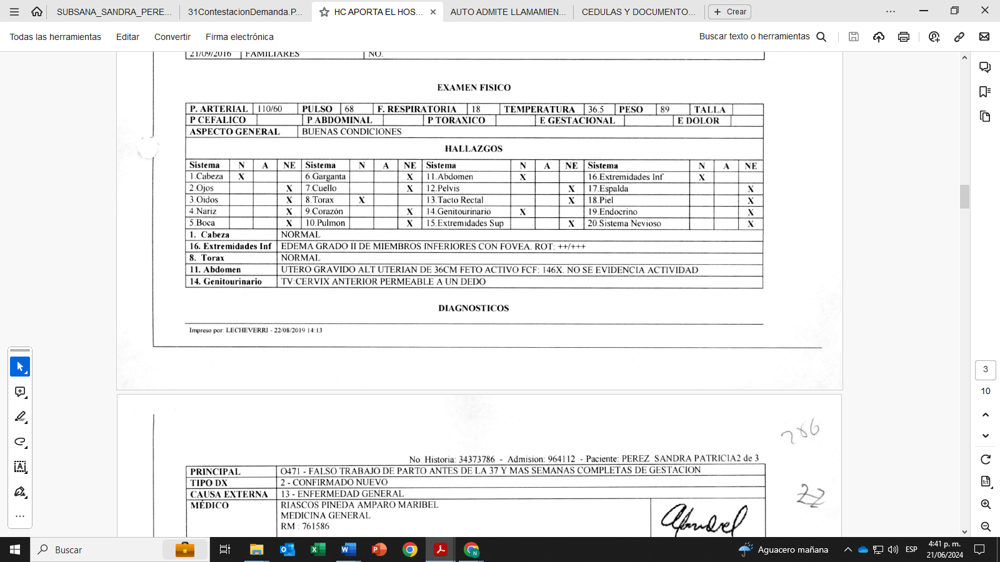 SUBSANA_SANDRA_PERE... 31ContestacionDemanda.P... HC APORTA EL HOS... AUTO ADMITE LLAMAMIEN... CEDULAS Y DOCUMENTO... + Crear
Todas las herramientas Editar Convertir Firma electrónica Buscar texto o herramientas
21/09/2016 FAMILIARES NO.
EXAMEN FISICO
P. ARTERIAL 110/60 PULSO 68 F. RESPIRATORIA 18 TEMPERATURA 36.5 PESO 89 TALLA
P CEFALICO P ABDOMINAL P TORAXICO E GESTACIONAL E DOLOR
ASPECTO GENERAL BUENAS CONDICIONES
HALLAZGOS
Sistema N A NE Sistema N A NE Sistema N A NE Sistema N A NE
1.Cabeza X 6.Garganta X 11.Abdomen X 16.Extremidades Inf X
2.Ojos X 7.Cuello X 12.Pelvis X 17.Espalda X
3.Oidos X 8.Torax X 13.Tacto Rectal X 18.Piel X
4.Nariz X 9.Corazón X 14.Genitourinario X 19.Endocrino X
5.Boca X 10.Pulmon X 15.Extremidades Sup X 20.Sistema Nevioso X
1. Cabeza NORMAL
16. Extremidades Inf EDEMA GRADO II DE MIEMBROS INFERIORES CON FOVEA. ROT: ++/+++
8. Torax NORMAL
11. Abdomen UTERO GRAVIDO ALT UTERIAN DE 36CM FETO ACTIVO FCF: 146X. NO SE EVIDENCIA ACTIVIDAD
14. Genitourinario TV:CERVIX ANTERIOR PERMEABLE A UN DEDO
DIAGNOSTICOS
Impreso por: LECHEVERRI - 22/08/2019 14:13
3
10
No. Historia: 34373786 - Admision: 964112 - Paciente: PEREZ SANDRA PATRICIA2 de 3
PRINCIPAL O471 - FALSO TRABAJO DE PARTO ANTES DE LA 37 Y MAS SEMANAS COMPLETAS DE GESTACION
TIPO DX 2 - CONFIRMADO NUEVO
CAUSA EXTERNA 13 - ENFERMEDAD GENERAL
MÉDICO RIASCOS PINEDA AMPARO MARIBEL
MEDICINA GENERAL
RM : 761586
Buscar Aguacero mañana ESP 4:41 p. m.
21/06/2024